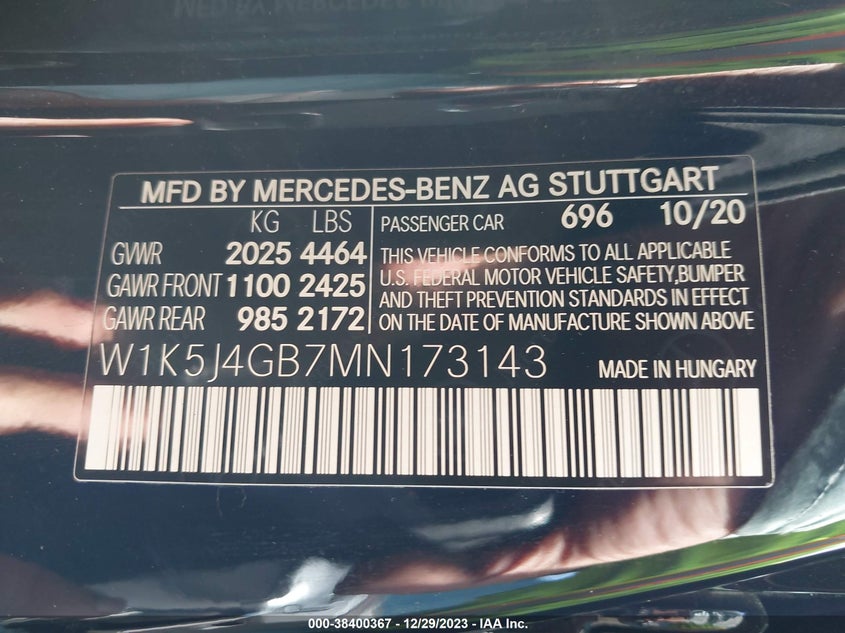 MFD BY MERCEDES-BENZ AG STUTTGART
KG LBS
GVWR 2025 4464
GAWR FRONT 1100 2425
GAWR REAR 985 2172
PASSENGER CAR 696 10/20
THIS VEHICLE CONFORMS TO ALL APPLICABLE
U.S. FEDERAL MOTOR VEHICLE SAFETY,BUMPER
AND THEFT PREVENTION STANDARDS IN EFFECT
ON THE DATE OF MANUFACTURE SHOWN ABOVE
W1K5J4GB7MN173143 MADE IN HUNGARY
000-38400367 - 12/29/2023 - IAA Inc.